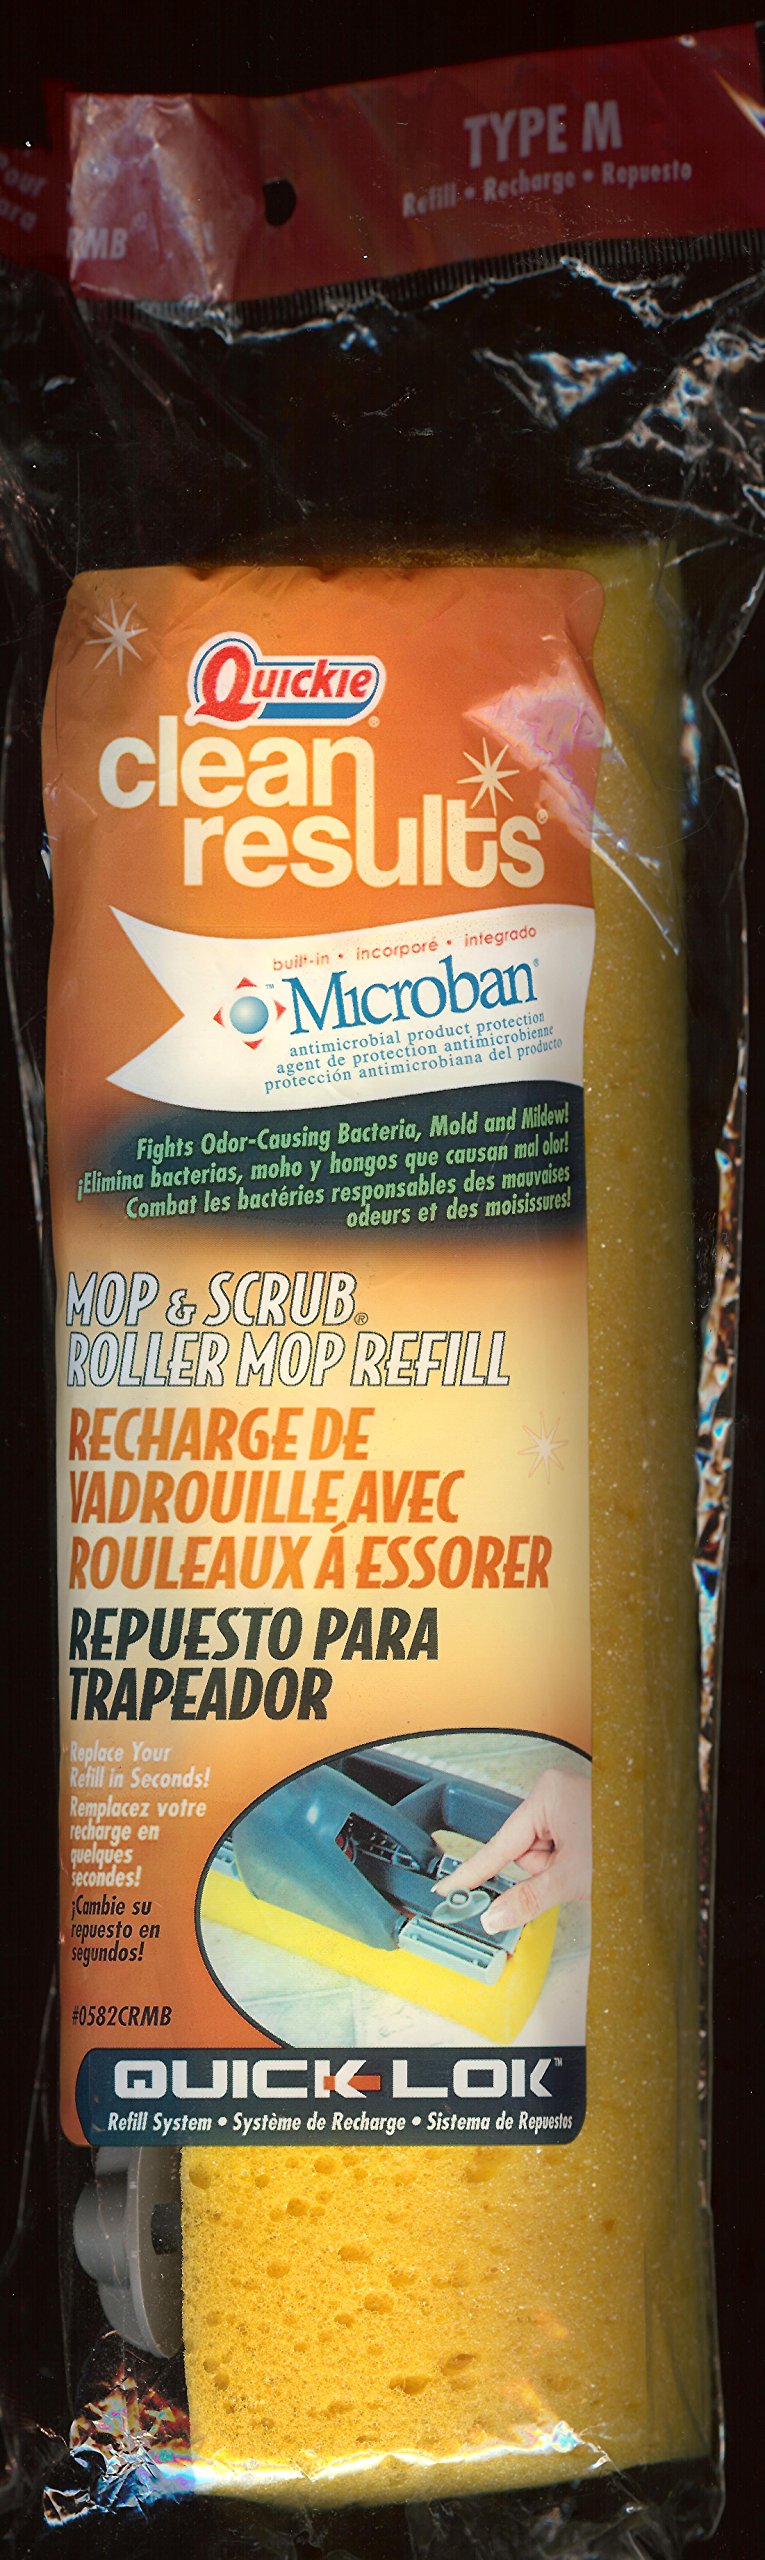 TYPE M
Refill • Recharge • Repuesto
Pour
RMB
Quickie®
clean
results®
built-in • incorporé • integrado
™ Microban®
antimicrobial product protection
agent de protection antimicrobienne
protección antimicrobiana del producto
Fights Odor-Causing Bacteria, Mold and Mildew!
¡Elimina bacterias, moho y hongos que causan mal olor!
Combat les bactéries responsables des mauvaises
odeurs et des moisissures!
MOP & SCRUB®
ROLLER MOP REFILL
RECHARGE DE
VADROUILLE AVEC
ROULEAUX Á ESSORER
REPUESTO PARA
TRAPEADOR
Replace Your
Refill in Seconds!
Remplacez votre
recharge en
quelques
secondes!
¡Cambie su
repuesto en
segundos!
#0582CRMB
QUICK-LOK™
Refill System • Système de Recharge • Sistema de Repuestos